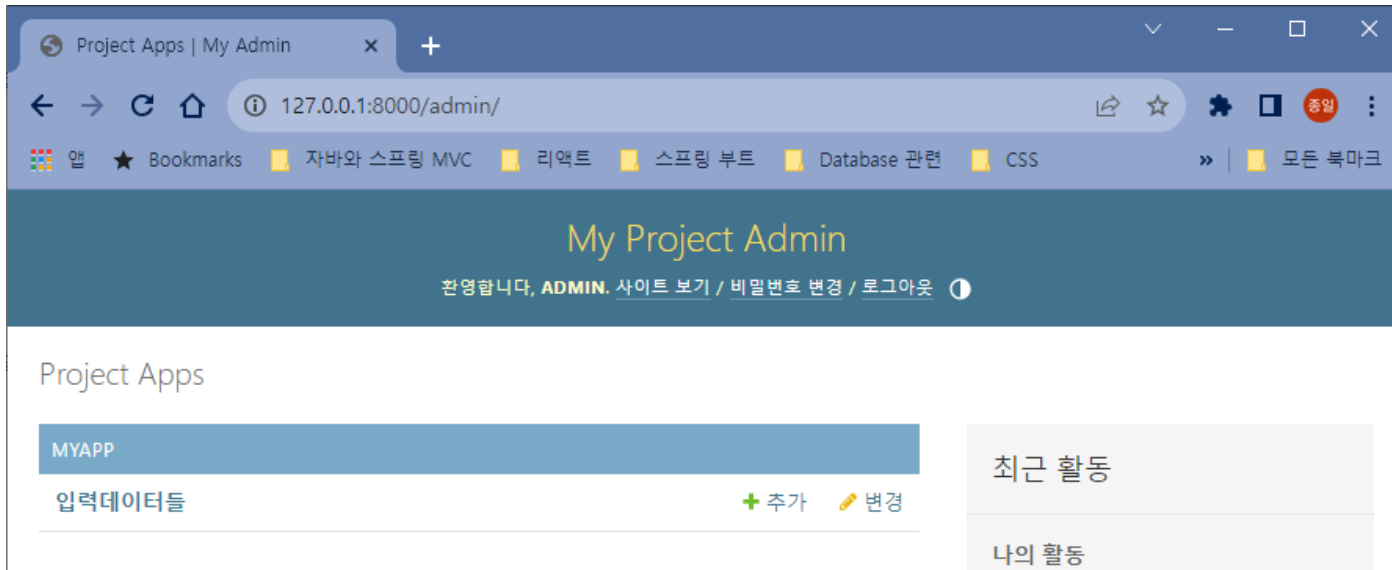 Project Apps | My Admin
127.0.0.1:8000/admin/
종일
앱 Bookmarks 자바와 스프링 MVC 리액트 스프링 부트 Database 관련 CSS » 모든 북마크
My Project Admin
환영합니다, ADMIN. 사이트 보기 / 비밀번호 변경 / 로그아웃
Project Apps
MYAPP
입력데이터들 추가 변경
최근 활동
나의 활동